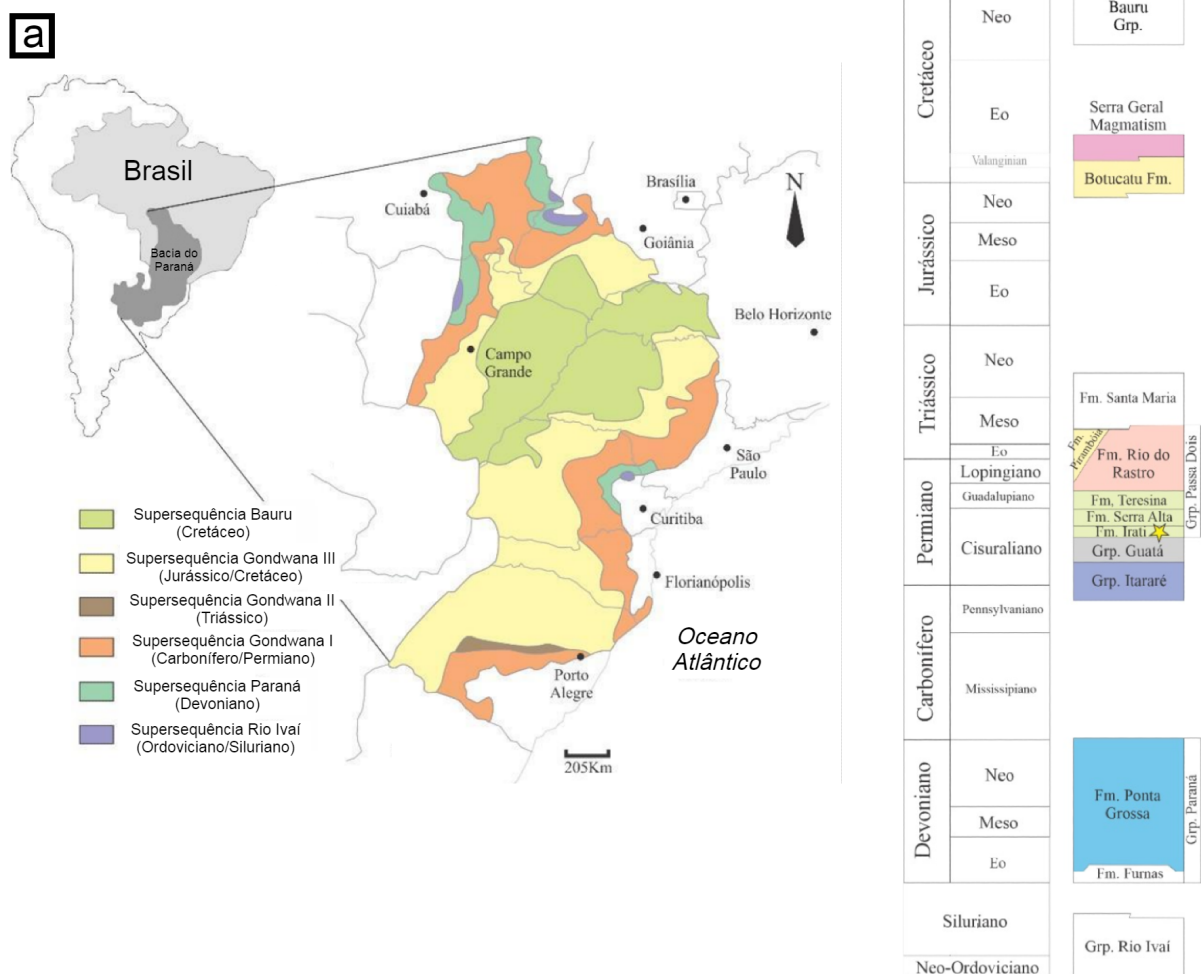 a
Brasil
Bacia do
Paraná
Cuiabá
Brasília
Goiânia
N
Belo Horizonte
Campo
Grande
São
Paulo
Curitiba
Florianópolis
Oceano
Atlântico
Porto
Alegre
205Km
Supersequência Bauru
(Cretáceo)
Supersequência Gondwana III
(Jurássico/Cretáceo)
Supersequência Gondwana II
(Triássico)
Supersequência Gondwana I
(Carbonífero/Permiano)
Supersequência Paraná
(Devoniano)
Supersequência Rio Ivaí
(Ordoviciano/Siluriano)
Cretáceo
Neo
Eo
Valanginian
Jurássico
Neo
Meso
Eo
Triássico
Neo
Meso
Eo
Permiano
Lopingiano
Guadalupiano
Cisuraliano
Carbonífero
Pennsylvaniano
Mississipiano
Devoniano
Neo
Meso
Eo
Siluriano
Neo-Ordoviciano
Bauru
Grp.
Serra Geral
Magmatism
Botucatu Fm.
Fm. Santa Maria
Fm.
Pirambóia
Fm. Rio do
Rastro
Fm, Teresina
Fm. Serra Alta
Fm. Irati
Grp. Guatá
Grp. Itararé
Grp. Passa Dois
Fm. Ponta
Grossa
Fm. Furnas
Grp. Paraná
Grp. Rio Ivaí